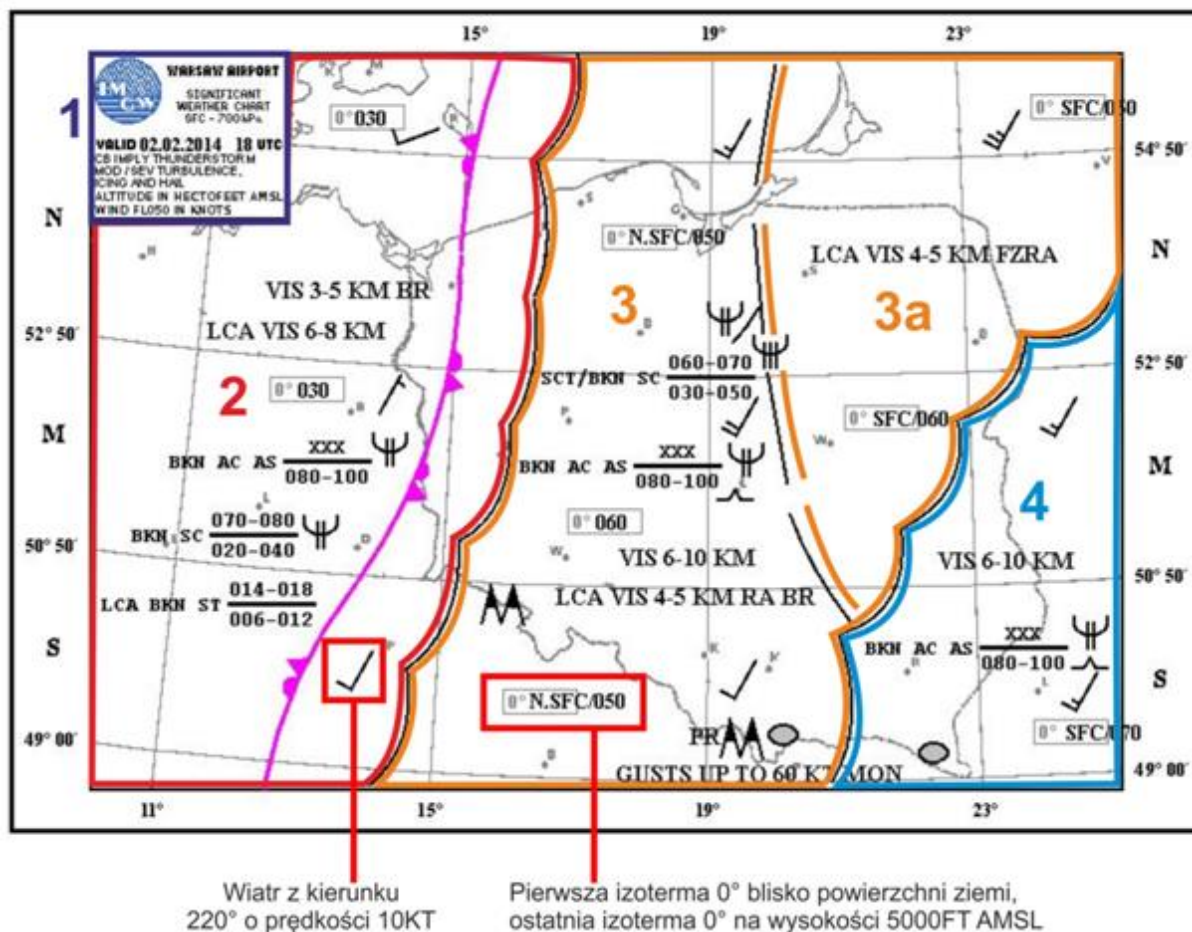 15° 19° 23°
1
IM
GW
WARSAW AIRPORT
SIGNIFICANT
WEATHER CHART
SFC - 700 hPa
VALID 02.02.2014 18 UTC
CB IMPLY THUNDERSTORM
MOD / SEV TURBULENCE,
ICING AND HAIL
ALTITUDE IN HECTOFEET AMSL
WIND FL050 IN KNOTS
0° 030
0° SFC/050
54° 50´
N
0° N.SFC/050
LCA VIS 4-5 KM FZRA
N
VIS 3-5 KM BR
3
3a
LCA VIS 6-8 KM
52° 50´
52° 50´
060-070
SCT/BKN SC
030-050
2
0° 030
0° SFC/060
M
M
XXX
BKN AC AS
080-100
XXX
BKN AC AS
080-100
4
070-080
BKN SC
020-040
0° 060
50° 50´
VIS 6-10 KM
VIS 6-10 KM
50° 50´
014-018
LCA BKN ST
006-012
LCA VIS 4-5 KM RA BR
S
XXX
BKN AC AS
080-100
S
0° N.SFC/050
0° SFC/070
49° 00´
PR
GUSTS UP TO 60 KT MON
49° 00´
11° 15° 19° 23°
Wiatr z kierunku
220° o prędkości 10KT
Pierwsza izoterma 0° blisko powierzchni ziemi,
ostatnia izoterma 0° na wysokości 5000FT AMSL